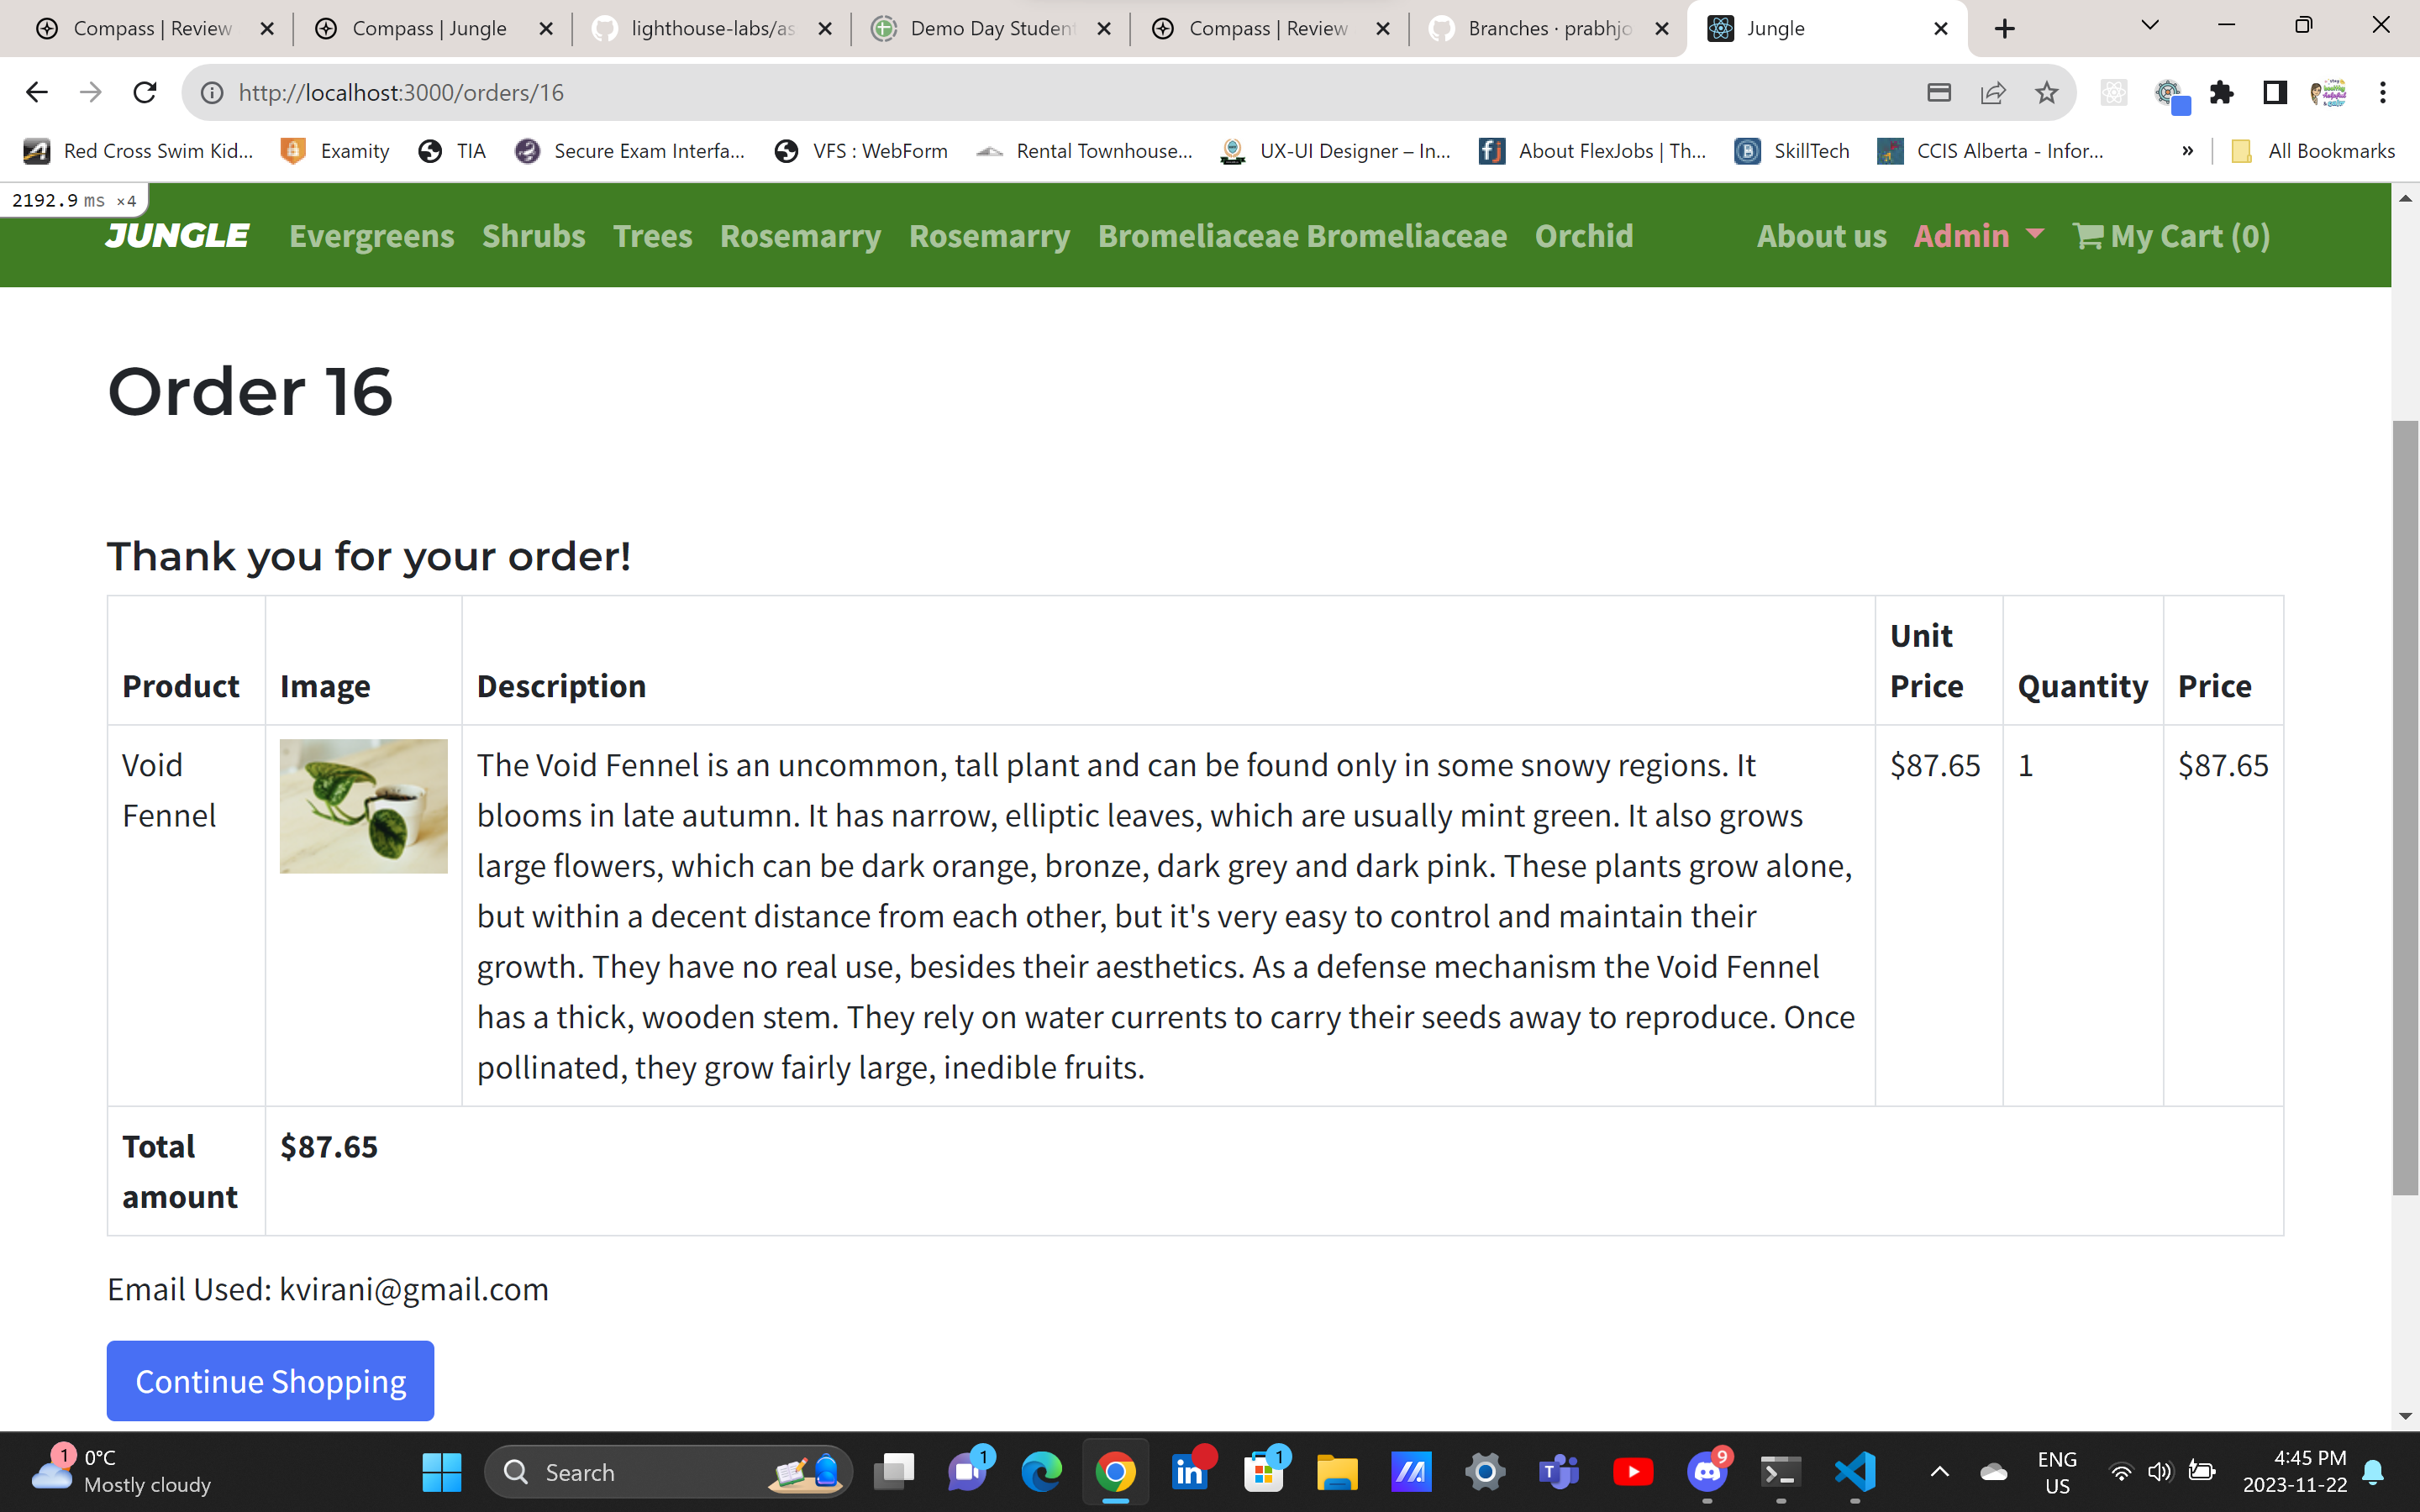 Compass | Review
Compass | Jungle
lighthouse-labs/as
Demo Day Student
Compass | Review
Branches · prabhjo
Jungle
http://localhost:3000/orders/16
Red Cross Swim Kid...
Examity
TIA
Secure Exam Interfa...
VFS : WebForm
Rental Townhouse...
UX-UI Designer – In...
About FlexJobs | Th...
SkillTech
CCIS Alberta - Infor...
»
All Bookmarks
2192.9 ms ×4
JUNGLE Evergreens Shrubs Trees Rosemarry Rosemarry Bromeliaceae Bromeliaceae Orchid About us Admin My Cart (0)
Order 16
Thank you for your order!
Product Image Description Unit Price Quantity Price
Void Fennel
The Void Fennel is an uncommon, tall plant and can be found only in some snowy regions. It
blooms in late autumn. It has narrow, elliptic leaves, which are usually mint green. It also grows
large flowers, which can be dark orange, bronze, dark grey and dark pink. These plants grow alone,
but within a decent distance from each other, but it's very easy to control and maintain their
growth. They have no real use, besides their aesthetics. As a defense mechanism the Void Fennel
has a thick, wooden stem. They rely on water currents to carry their seeds away to reproduce. Once
pollinated, they grow fairly large, inedible fruits.
$87.65 1 $87.65
Total amount
$87.65
Email Used: kvirani@gmail.com
Continue Shopping
1
0°C
Mostly cloudy
Search
1
1
9
ENG
US
4:45 PM
2023-11-22